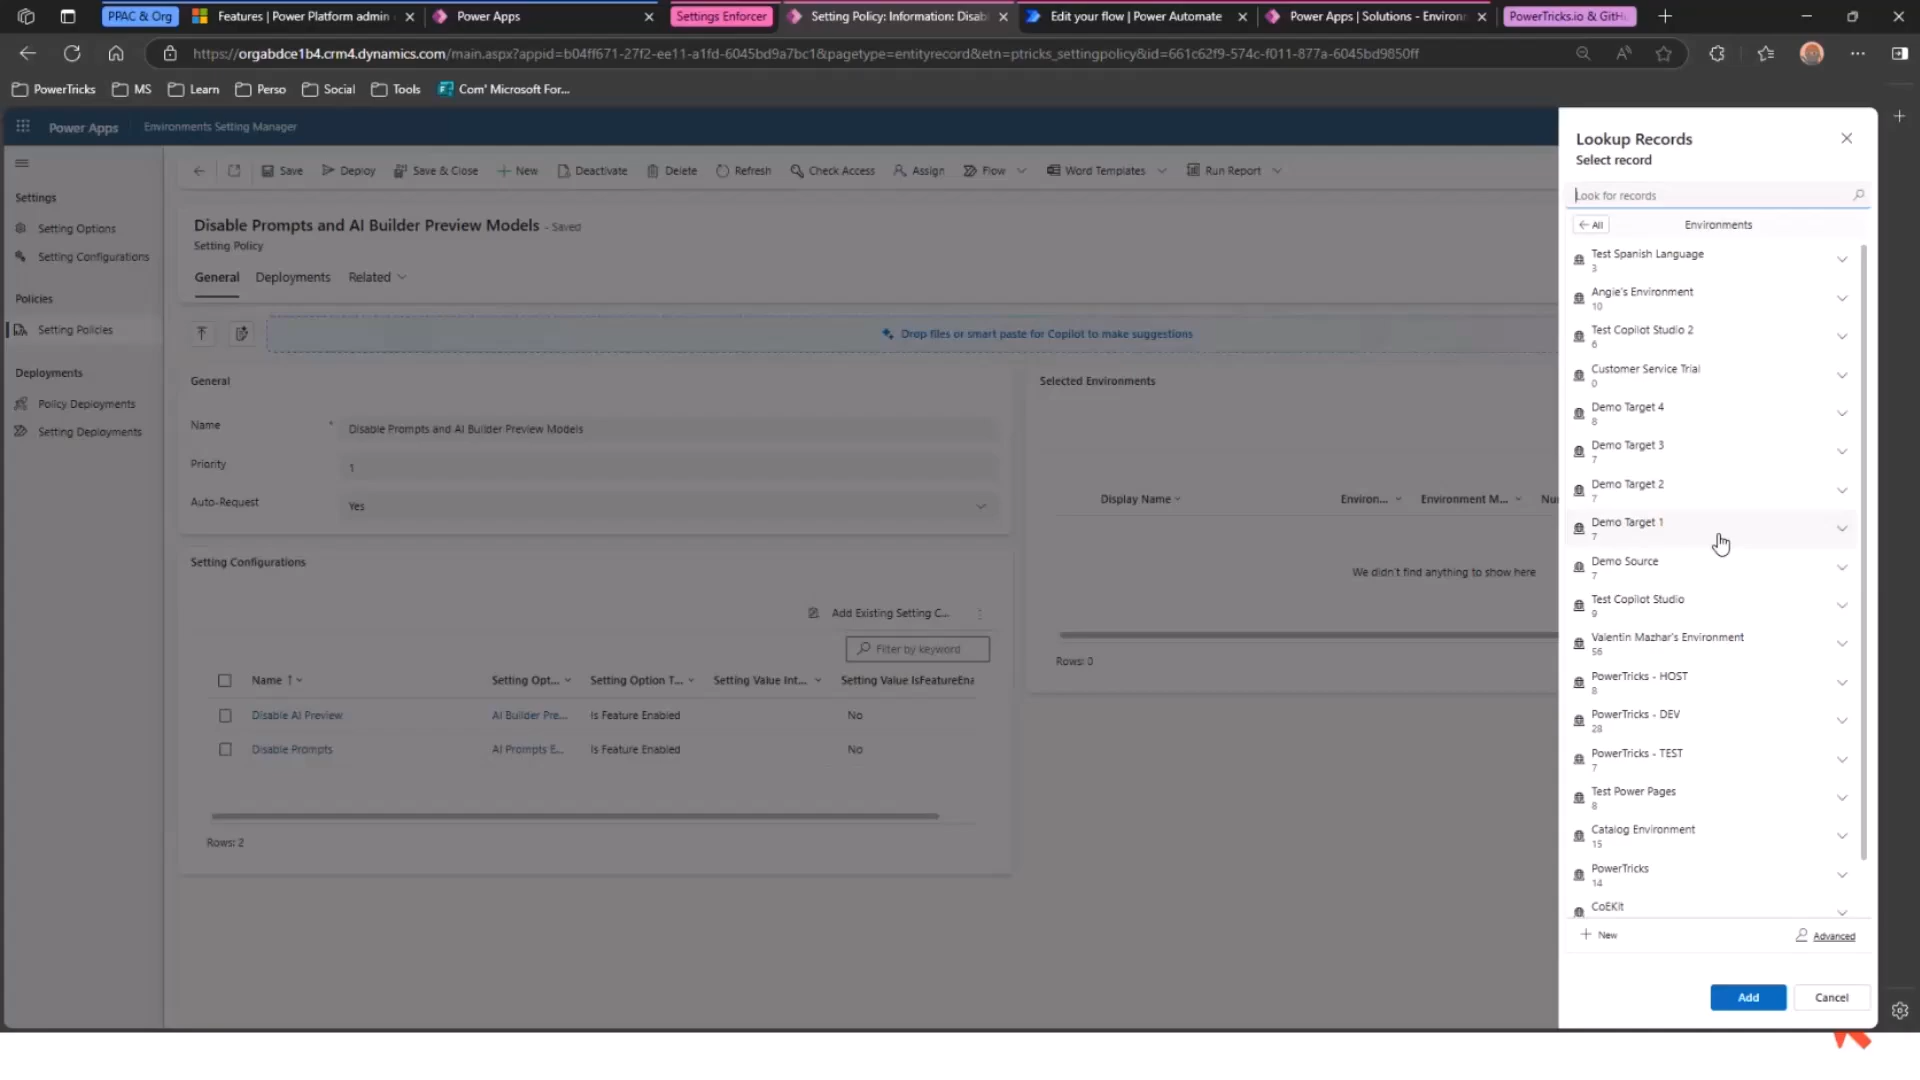 PPAC & Org
Features | Power Platform admin
Power Apps
Settings Enforcer
Setting Policy: Information: Disab
Edit your flow | Power Automate
Power Apps | Solutions - Environ
PowerTricks.io & GitHu
https://orgabdce1b4.crm4.dynamics.com/main.aspx?appid=b04ff671-27f2-ee11-a1fd-6045bd9a7bc1&pagetype=entityrecord&etn=ptricks_settingpolicy&id=661c62f9-574c-f011-877a-6045bd9850ff
PowerTricks
MS
Learn
Perso
Social
Tools
Com' Microsoft For...
Power Apps
Environments Setting Manager
Save
Deploy
Save & Close
New
Deactivate
Delete
Refresh
Check Access
Assign
Flow
Word Templates
Run Report
Settings
Setting Options
Setting Configurations
Policies
Setting Policies
Deployments
Policy Deployments
Setting Deployments
Disable Prompts and AI Builder Preview Models - Saved
Setting Policy
General
Deployments
Related
Drop files or smart paste for Copilot to make suggestions
General
Name *
Disable Prompts and AI Builder Preview Models
Priority
1
Auto-Request
Yes
Setting Configurations
Add Existing Setting C...
Filter by keyword
Name ↑
Setting Opt...
Setting Option T...
Setting Value Int...
Setting Value IsFeatureEna
Disable AI Preview
AI Builder Pre...
Is Feature Enabled
No
Disable Prompts
AI Prompts E...
Is Feature Enabled
No
Rows: 2
Selected Environments
Display Name
Environ...
Environment M...
Nu
We didn't find anything to show here
Rows: 0
Lookup Records
Select record
Look for records
All
Environments
Test Spanish Language
3
Angie's Environment
10
Test Copilot Studio 2
6
Customer Service Trial
0
Demo Target 4
8
Demo Target 3
7
Demo Target 2
7
Demo Target 1
7
Demo Source
7
Test Copilot Studio
9
Valentin Mazhar's Environment
56
PowerTricks - HOST
8
PowerTricks - DEV
28
PowerTricks - TEST
7
Test Power Pages
8
Catalog Environment
15
PowerTricks
14
CoEKit
New
Advanced
Add
Cancel